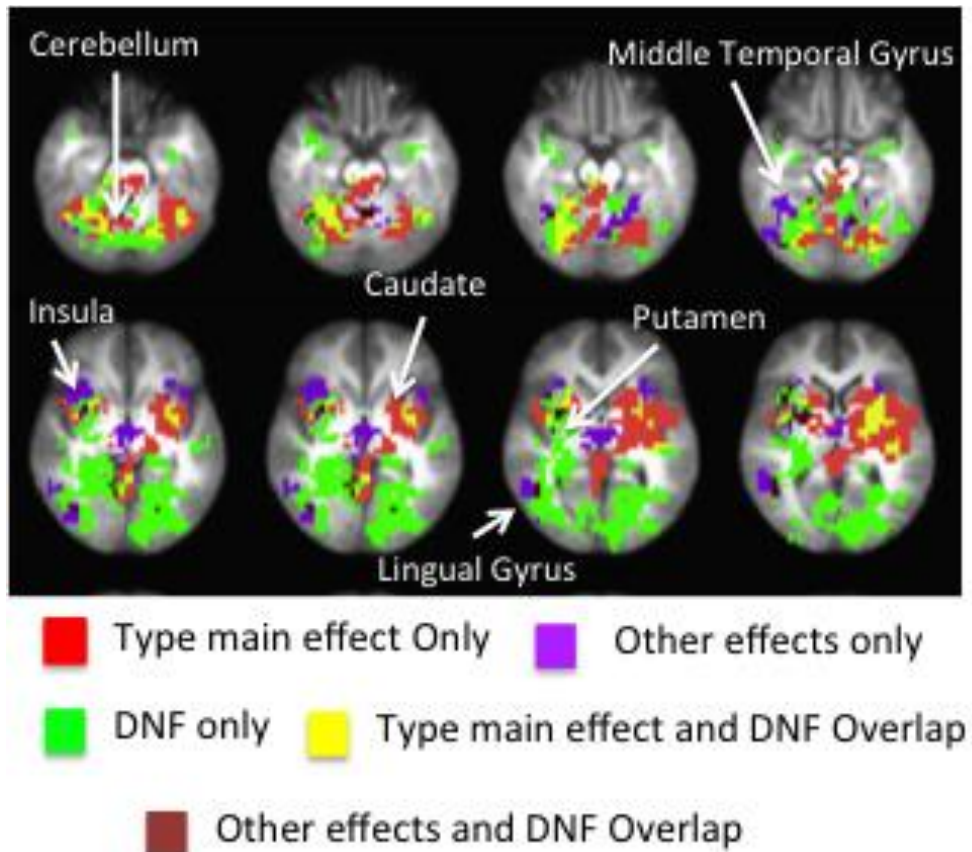 Cerebellum
Middle Temporal Gyrus
Insula
Caudate
Putamen
Lingual Gyrus
Type main effect Only
Other effects only
DNF only
Type main effect and DNF Overlap
Other effects and DNF Overlap